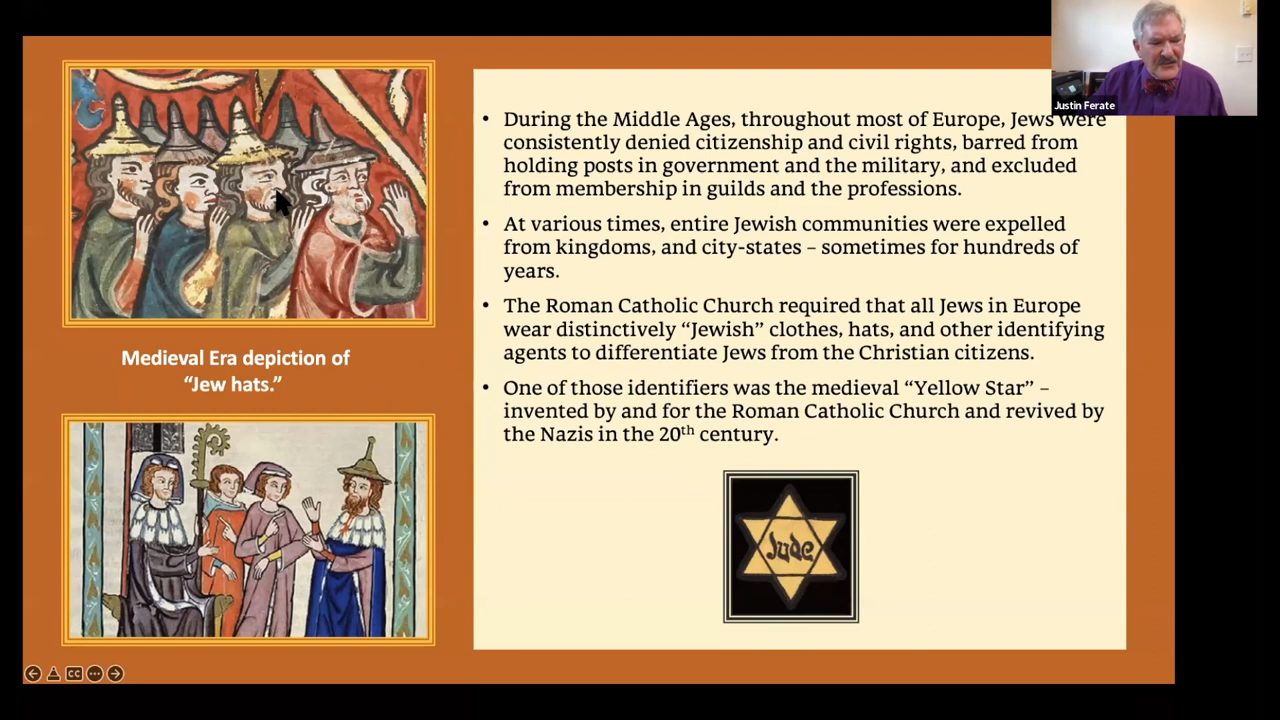 Justin Ferate
• During the Middle Ages, throughout most of Europe, Jews were
consistently denied citizenship and civil rights, barred from
holding posts in government and the military, and excluded
from membership in guilds and the professions.
• At various times, entire Jewish communities were expelled
from kingdoms, and city-states – sometimes for hundreds of
years.
• The Roman Catholic Church required that all Jews in Europe
wear distinctively “Jewish” clothes, hats, and other identifying
agents to differentiate Jews from the Christian citizens.
• One of those identifiers was the medieval “Yellow Star” –
invented by and for the Roman Catholic Church and revived by
the Nazis in the 20th century.
Medieval Era depiction of
“Jew hats.”
Jude
CC